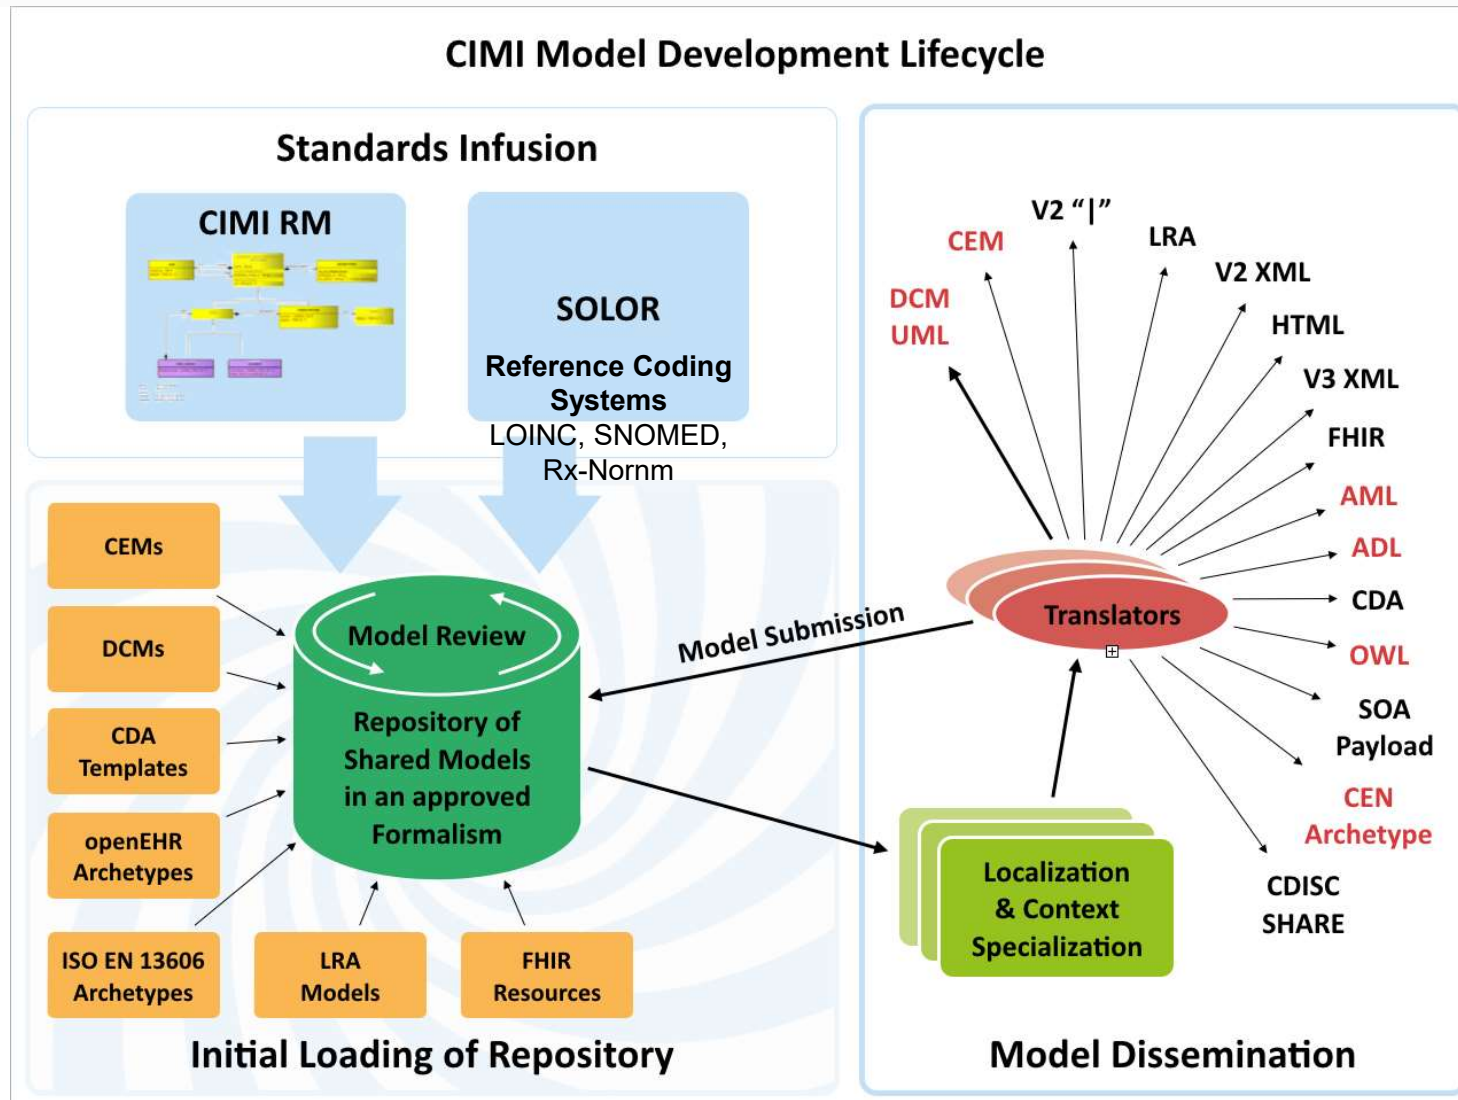 CIMI Model Development Lifecycle
Standards Infusion
CIMI RM
SOLOR
Reference Coding
Systems
LOINC, SNOMED,
Rx-Nornm
CEMs
DCMs
CDA
Templates
openEHR
Archetypes
ISO EN 13606
Archetypes
LRA
Models
FHIR
Resources
Model Review
Repository of
Shared Models
in an approved
Formalism
Initial Loading of Repository
Model Submission
Translators
Localization
& Context
Specialization
DCM
UML
CEM
V2 “|”
LRA
V2 XML
HTML
V3 XML
FHIR
AML
ADL
CDA
OWL
SOA
Payload
CEN
Archetype
CDISC
SHARE
Model Dissemination